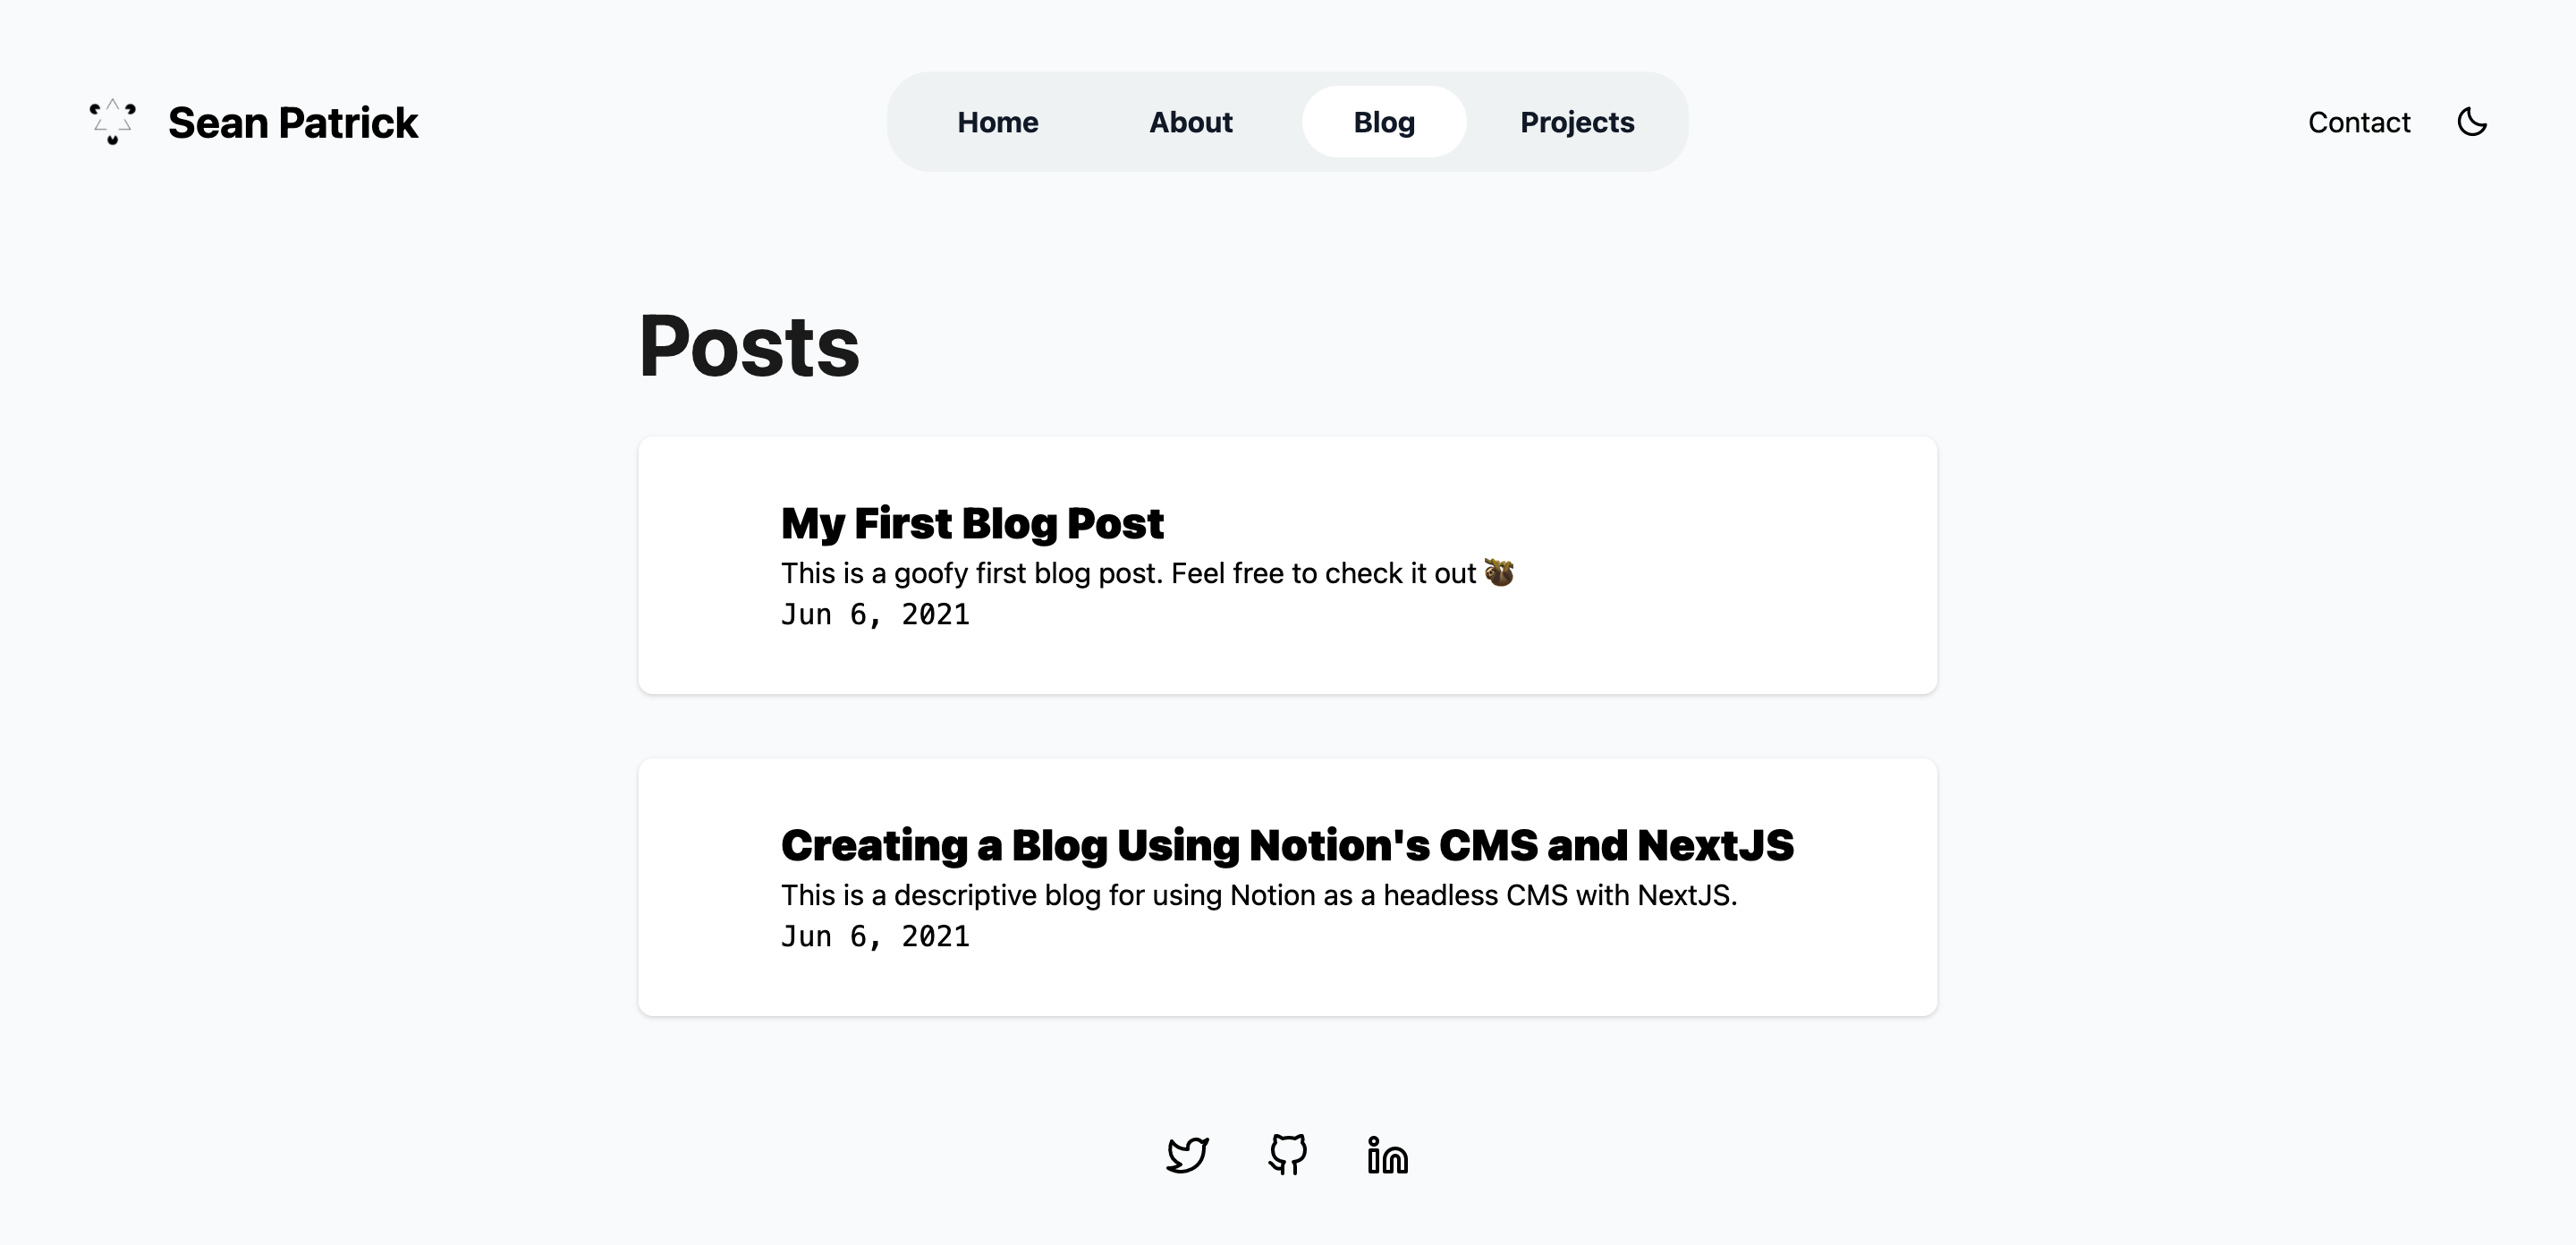 Sean Patrick
Home About Blog Projects
Contact
Posts
My First Blog Post
This is a goofy first blog post. Feel free to check it out 🦥
Jun 6, 2021
Creating a Blog Using Notion's CMS and NextJS
This is a descriptive blog for using Notion as a headless CMS with NextJS.
Jun 6, 2021